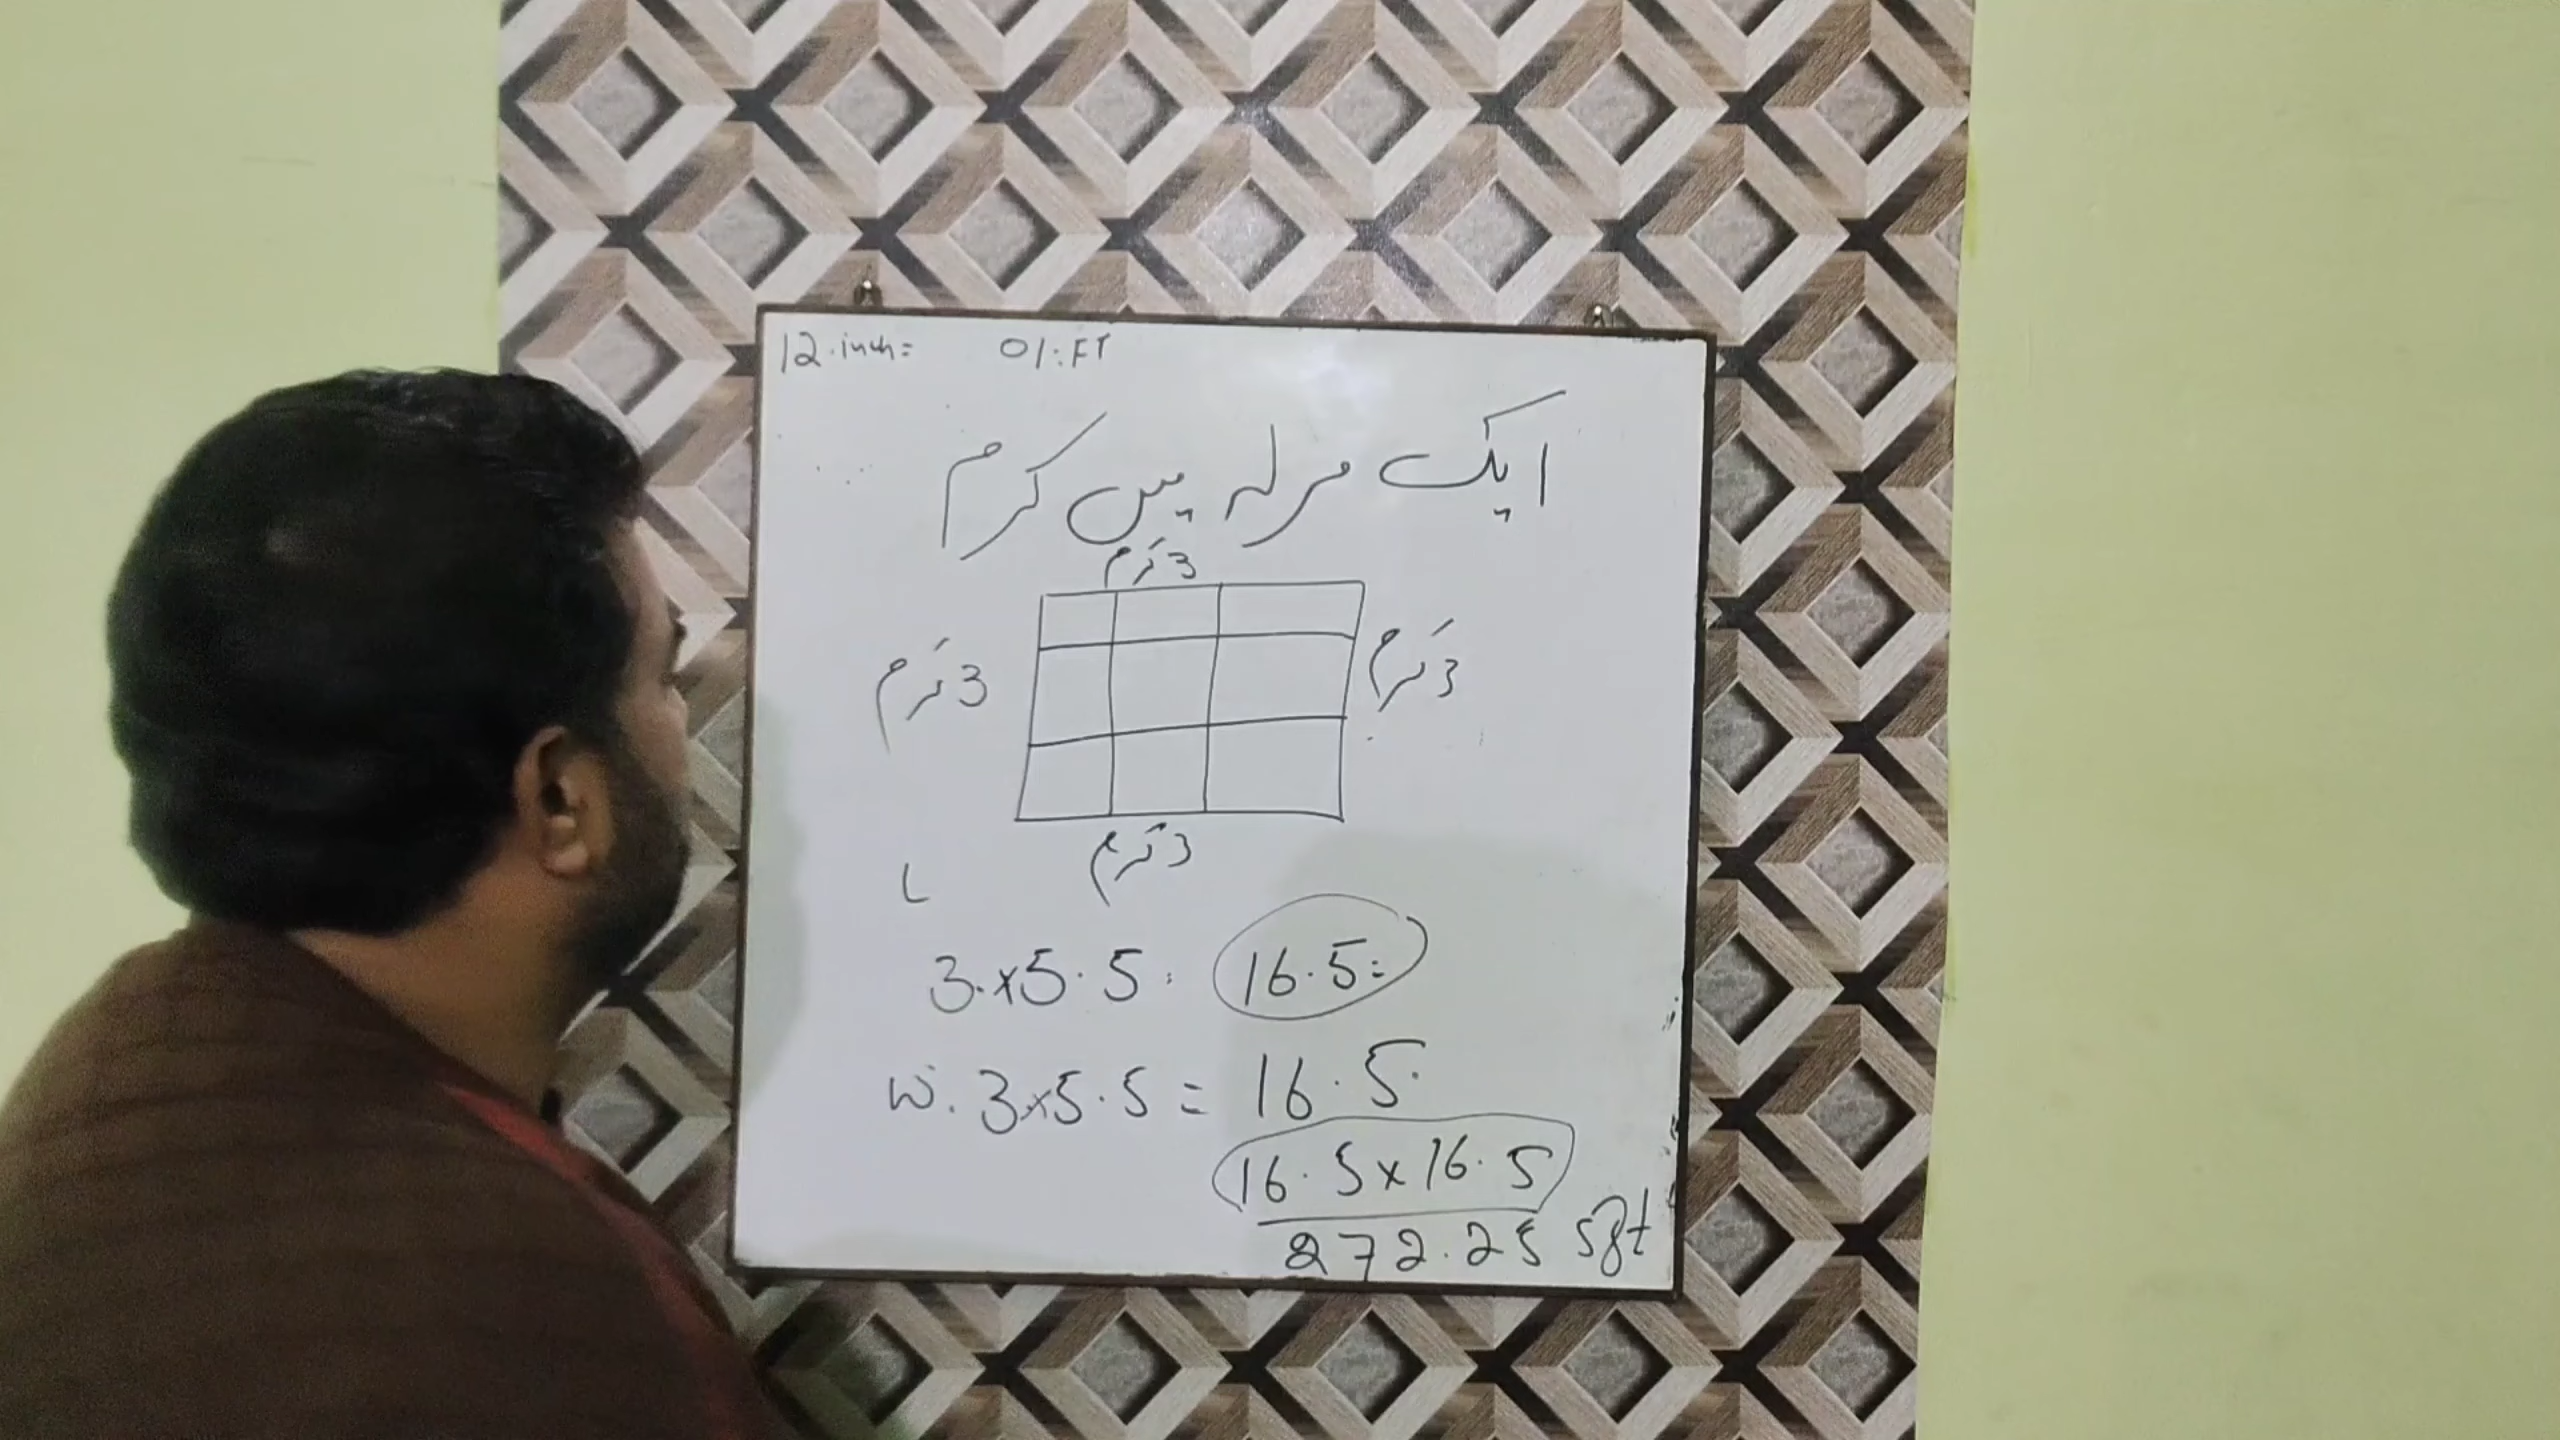 12.inch= 01:FT
ایک مرلہ میں کرم
3 کرم
3 کرم
3 کرم
3 کرم
L
3.x5.5: 16.5=
W. 3x5.5 = 16.5.
16.5x16.5
272.25 sqft